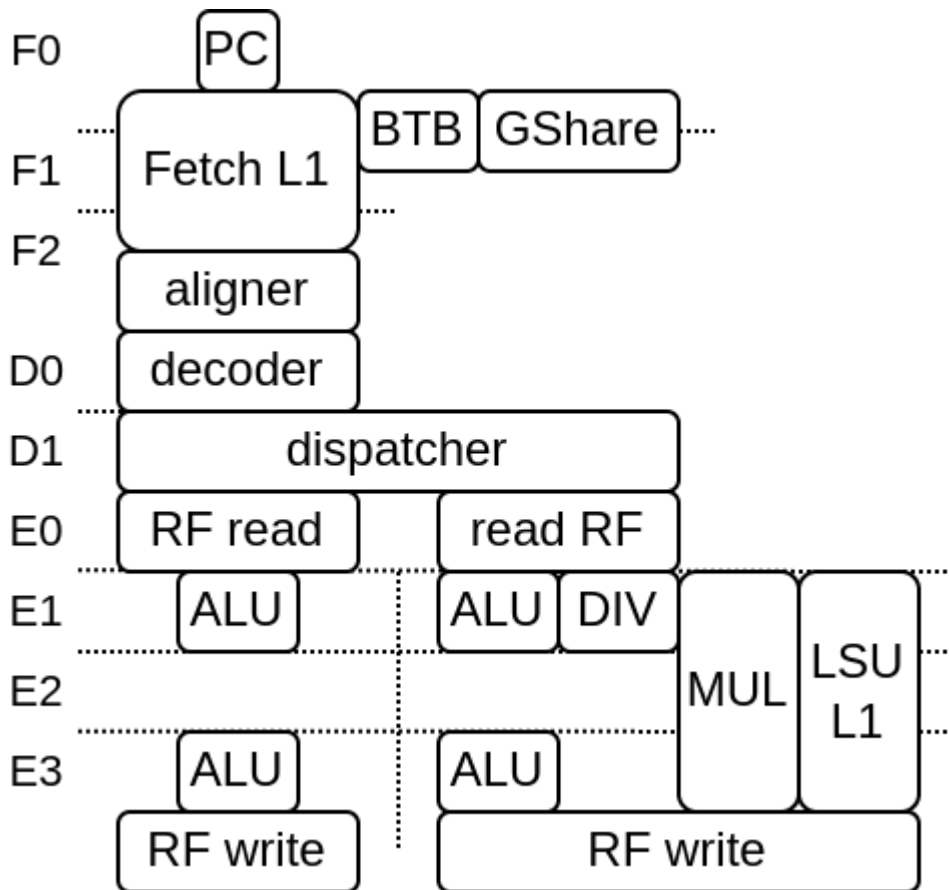 F0
PC
BTB
GShare
F1
Fetch L1
F2
aligner
D0
decoder
D1
dispatcher
E0
RF read
read RF
E1
ALU
ALU
DIV
E2
MUL
LSU
L1
E3
ALU
ALU
RF write
RF write